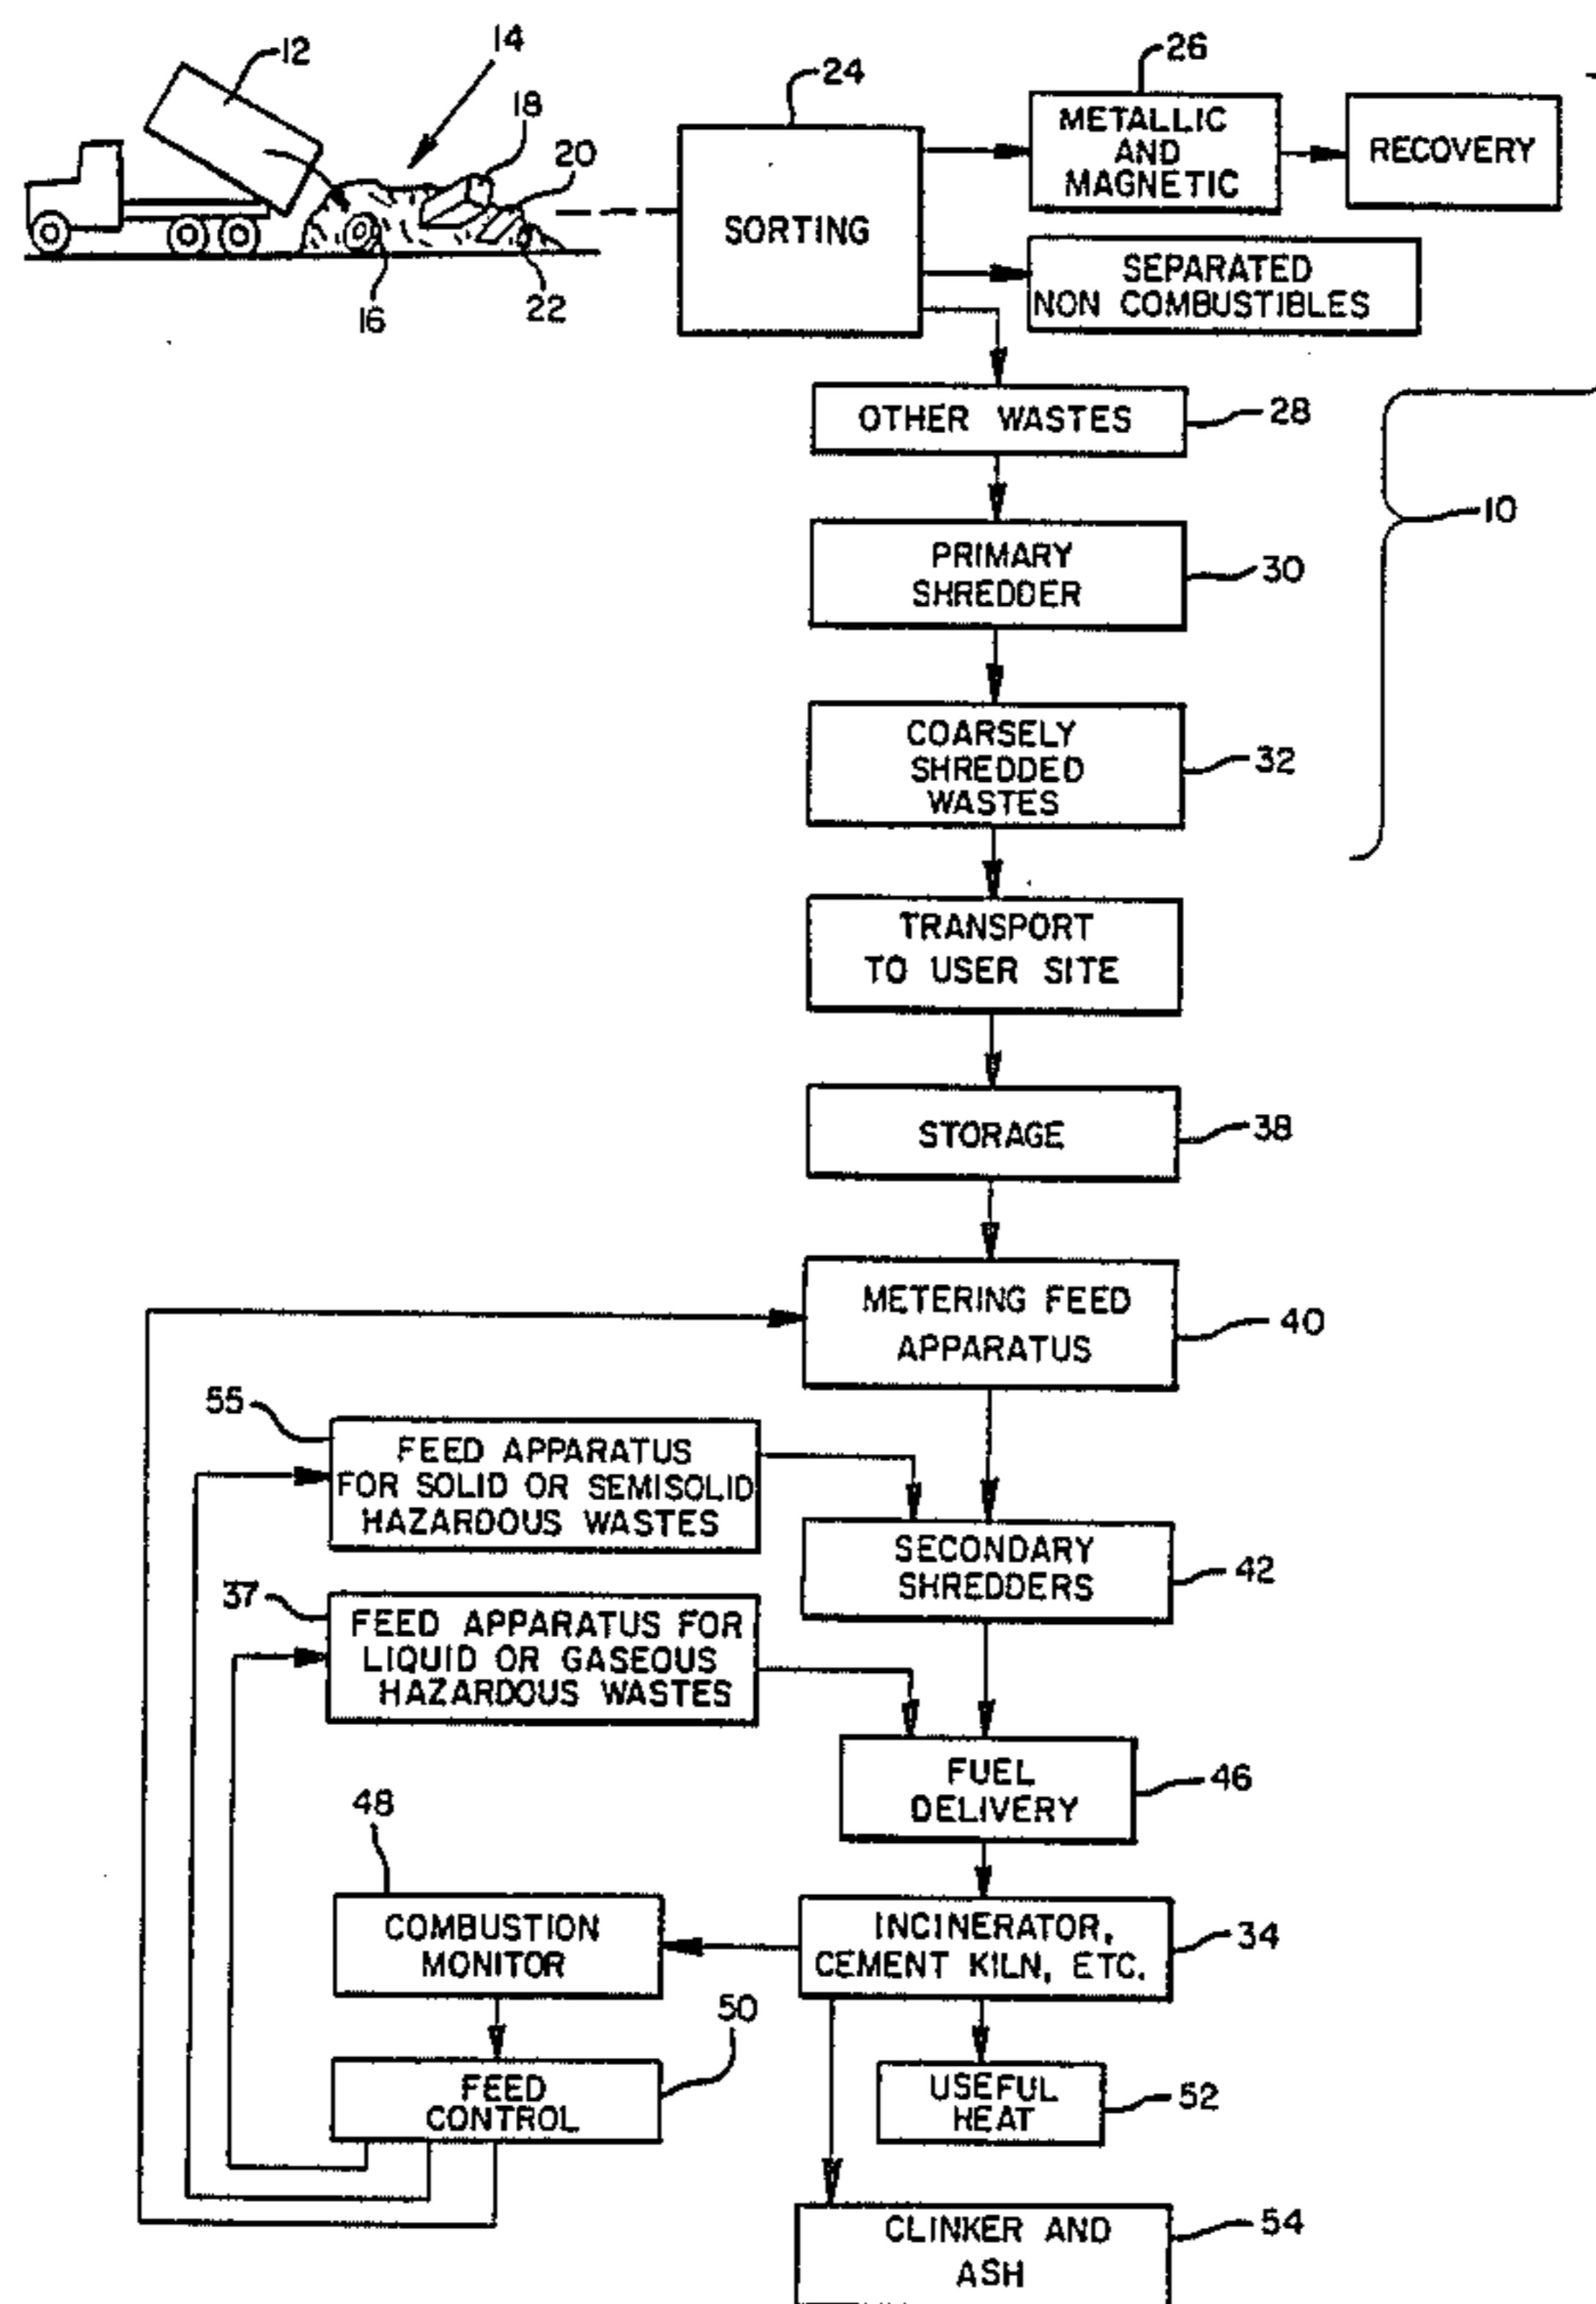 12
14
18
20
16
22
24
SORTING
26
METALLIC
AND
MAGNETIC
RECOVERY
SEPARATED
NON COMBUSTIBLES
OTHER WASTES
28
10
PRIMARY
SHREDDER
30
COARSELY
SHREDDED
WASTES
32
TRANSPORT
TO USER SITE
STORAGE
38
METERING FEED
APPARATUS
40
55
FEED APPARATUS
FOR SOLID OR SEMISOLID
HAZARDOUS WASTES
SECONDARY
SHREDDERS
42
37
FEED APPARATUS FOR
LIQUID OR GASEOUS
HAZARDOUS WASTES
FUEL
DELIVERY
46
48
COMBUSTION
MONITOR
INCINERATOR,
CEMENT KILN, ETC.
34
50
FEED
CONTROL
USEFUL
HEAT
52
CLINKER AND
ASH
54